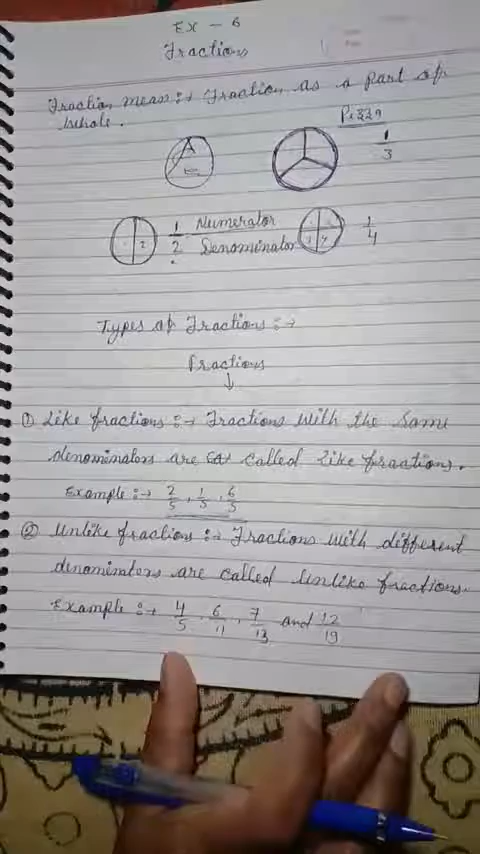 Ex - 6
Fractions
Fraction mean :→ Fraction as a part of
whole.
1/3
2 1/2 Numerator
Denominator
1/4
Types of Fractions :→
Fractions
↓
① Like fractions :→ Fractions with the same
denominators are called like fractions.
Example :→ 2/5, 1/5, 6/5
② Unlike fractions :→ Fractions with different
denominators are called unlike fractions.
Example :→ 4/5, 6/11, 7/13 and 12/19